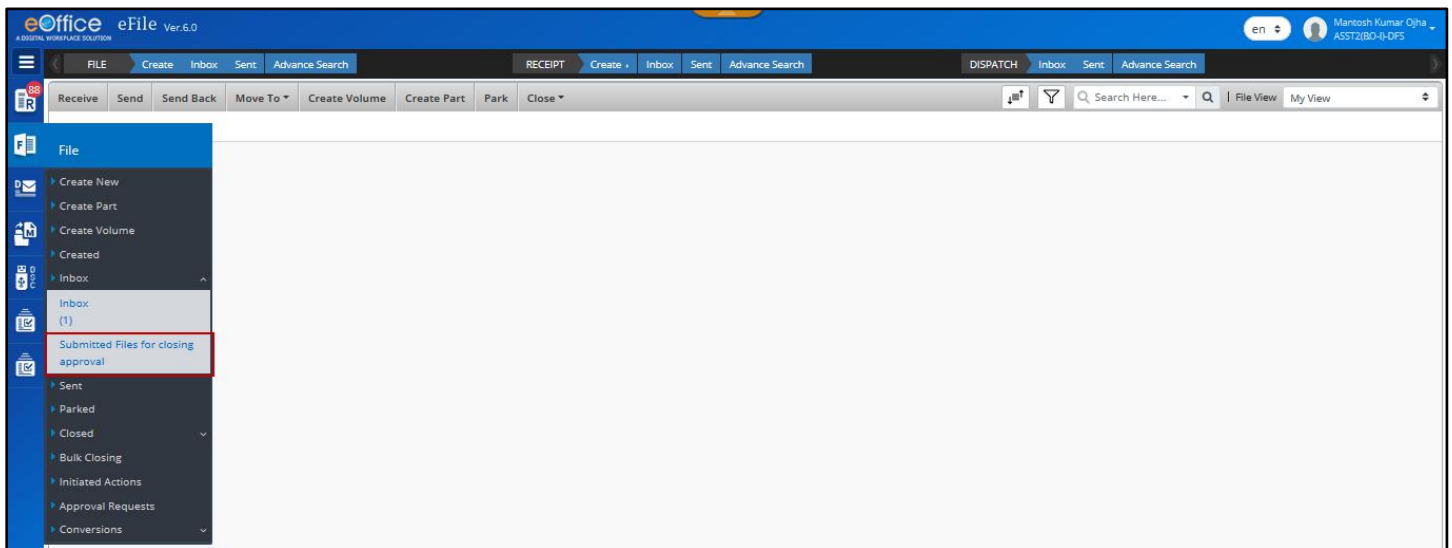 eOffice eFile Ver.6.0
A DIGITAL WORKPLACE SOLUTION
en
Mantosh Kumar Ojha
ASST2(BO-I)-DFS
FILE Create Inbox Sent Advance Search RECEIPT Create Inbox Sent Advance Search DISPATCH Inbox Sent Advance Search
88
R
Receive Send Send Back Move To Create Volume Create Part Park Close Search Here... File View My View
F
File
D
Create New
Create Part
M
Create Volume
Created
DSC
Inbox
Inbox
(1)
Submitted Files for closing
approval
Sent
Parked
Closed
Bulk Closing
Initiated Actions
Approval Requests
Conversions